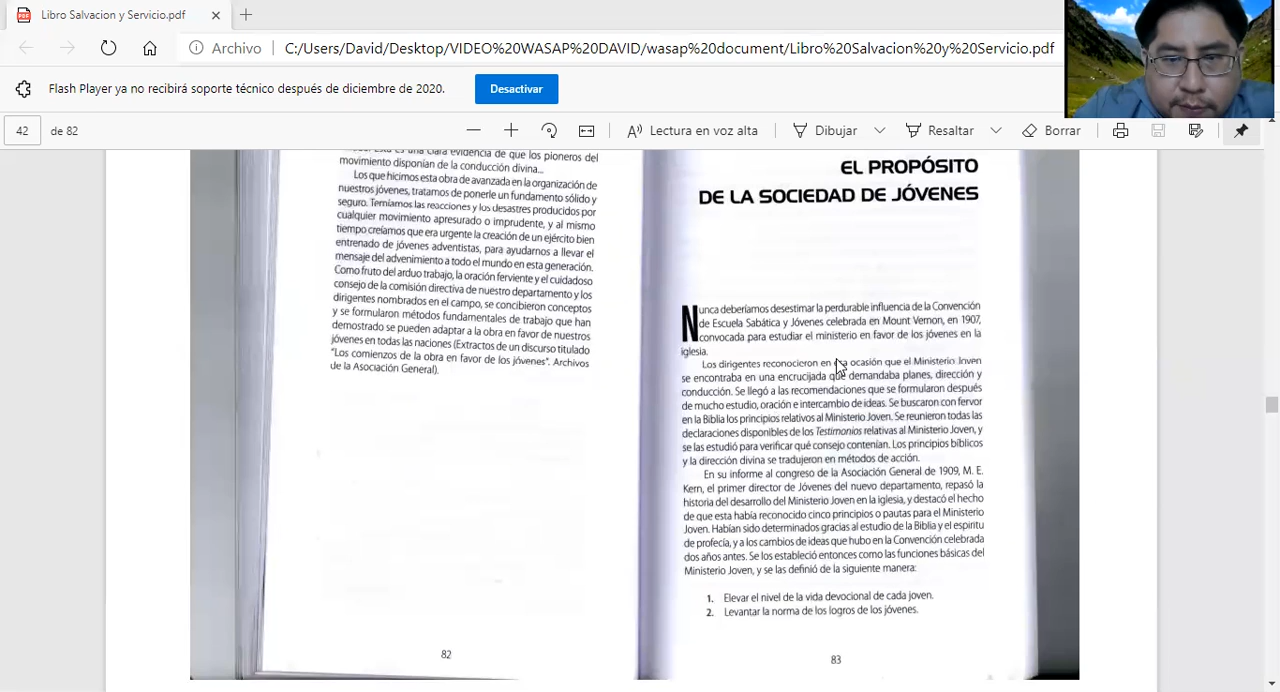 Libro Salvacion y Servicio.pdf
Archivo C:/Users/David/Desktop/VIDEO%20WASAP%20DAVID/wasap%20document/Libro%20Salvacion%20y%20Servicio.pdf
Flash Player ya no recibirá soporte técnico después de diciembre de 2020. Desactivar
42 de 82 Lectura en voz alta Dibujar Resaltar Borrar
es una clara evidencia de que los pioneros del
movimiento disponían de la conducción divina...
Los que hicimos esta obra de avanzada en la organización de
nuestros jóvenes, tratamos de ponerle un fundamento sólido y
seguro. Temíamos las reacciones y los desastres producidos por
cualquier movimiento apresurado o imprudente, y al mismo
tiempo creíamos que era urgente la creación de un ejército bien
entrenado de jóvenes adventistas, para ayudarnos a llevar el
mensaje del advenimiento a todo el mundo en esta generación.
Como fruto del arduo trabajo, la oración ferviente y el cuidadoso
consejo de la comisión directiva de nuestro departamento y los
dirigentes nombrados en el campo, se concibieron conceptos
y se formularon métodos fundamentales de trabajo que han
demostrado se pueden adaptar a la obra en favor de nuestros
jóvenes en todas las naciones (Extractos de un discurso titulado
"Los comienzos de la obra en favor de los jóvenes". Archivos
de la Asociación General).
82
EL PROPÓSITO
DE LA SOCIEDAD DE JÓVENES
Nunca deberíamos desestimar la perdurable influencia de la Convención
de Escuela Sabática y Jóvenes celebrada en Mount Vernon, en 1907,
convocada para estudiar el ministerio en favor de los jóvenes en la
iglesia.
Los dirigentes reconocieron en ocasión que el Ministerio Joven
se encontraba en una encrucijada que demandaba planes, dirección y
conducción. Se llegó a las recomendaciones que se formularon después
de mucho estudio, oración e intercambio de ideas. Se buscaron con fervor
en la Biblia los principios relativos al Ministerio Joven. Se reunieron todas las
declaraciones disponibles de los Testimonios relativas al Ministerio Joven, y
se las estudió para verificar qué consejo contenían. Los principios bíblicos
y la dirección divina se tradujeron en métodos de acción.
En su informe al congreso de la Asociación General de 1909, M. E.
Kern, el primer director de Jóvenes del nuevo departamento, repasó la
historia del desarrollo del Ministerio Joven en la iglesia, y destacó el hecho
de que esta había reconocido cinco principios o pautas para el Ministerio
Joven. Habían sido determinados gracias al estudio de la Biblia y el espíritu
de profecía, y a los cambios de ideas que hubo en la Convención celebrada
dos años antes. Se los estableció entonces como las funciones básicas del
Ministerio Joven, y se las definió de la siguiente manera:
1. Elevar el nivel de la vida devocional de cada joven.
2. Levantar la norma de los logros de los jóvenes.
83